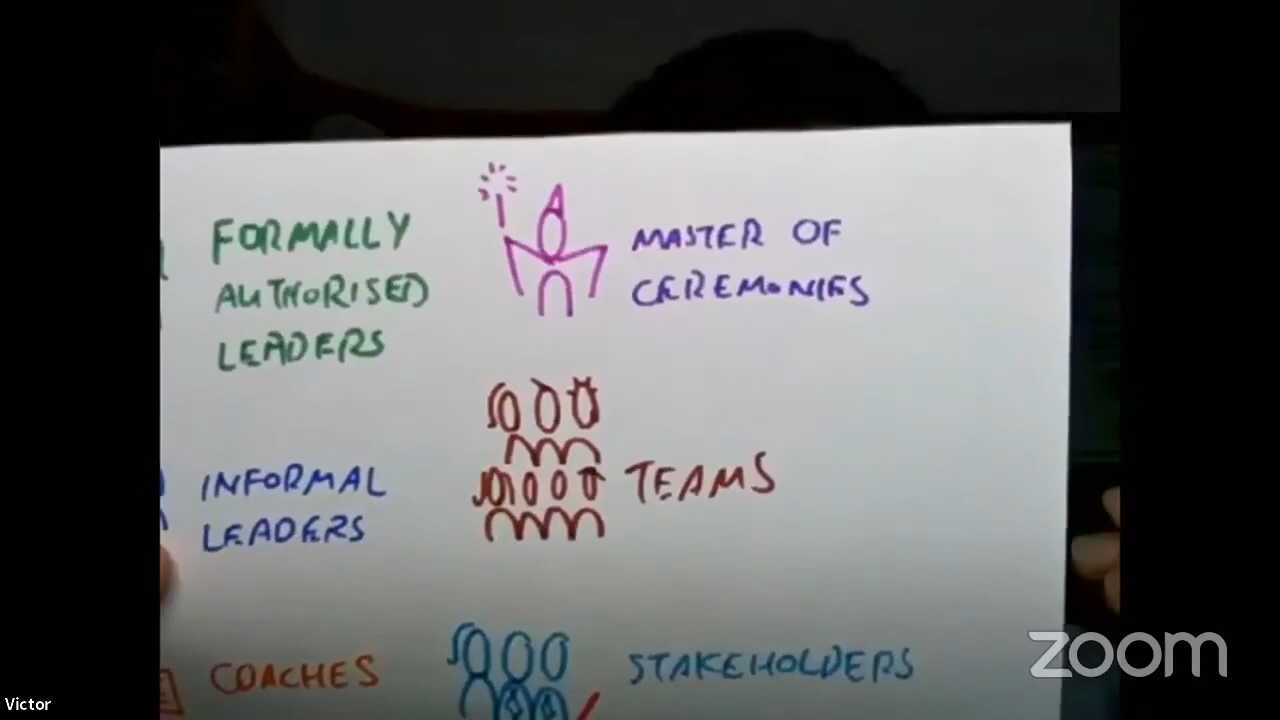 FORMALLY
AUTHORISED
LEADERS
MASTER OF
CEREMONIES
INFORMAL
LEADERS
TEAMS
COACHES
STAKEHOLDERS
zoom
Victor